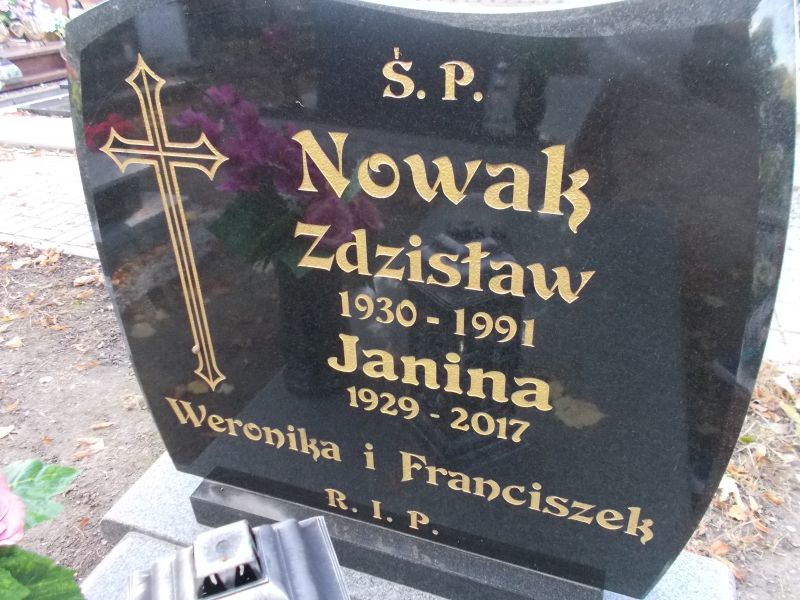 Ś. P.
Nowak
Zdzisław
1930 - 1991
Janina
1929 - 2017
Weronika i Franciszek
R. I. P.